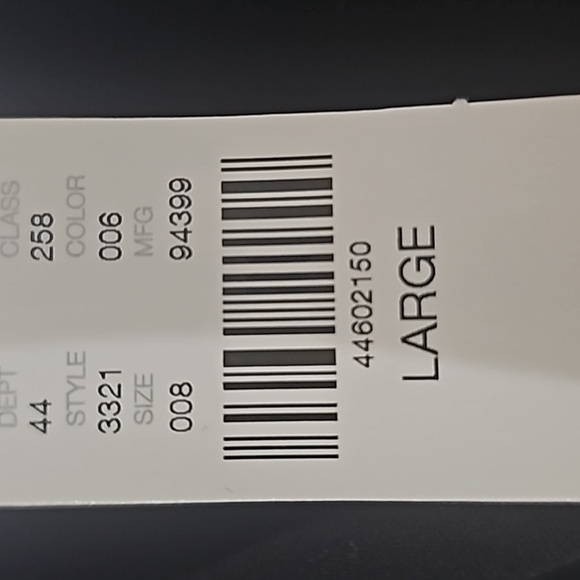 DEPT CLASS
44 258
STYLE COLOR
3321 006
SIZE MFG
008 94399
44602150
LARGE